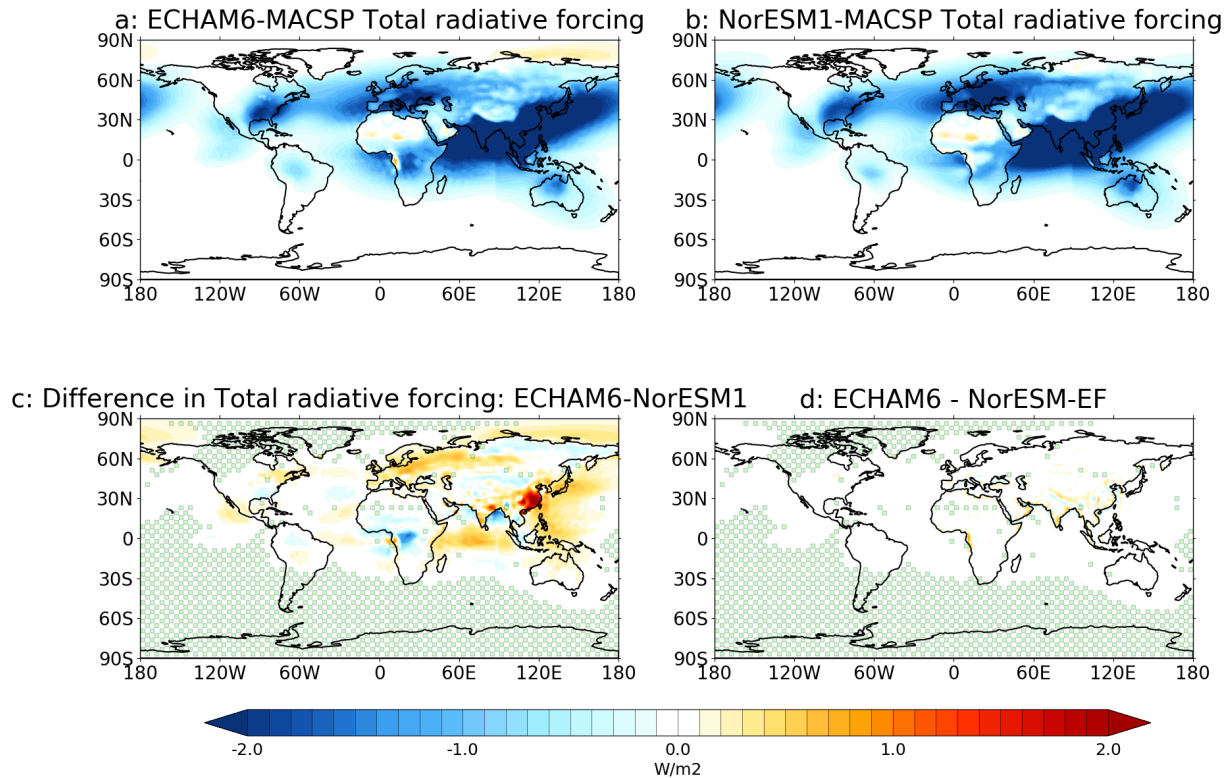 a: ECHAM6-MACSP Total radiative forcing
b: NorESM1-MACSP Total radiative forcing
90N
60N
30N
0
30S
60S
90S
180 120W 60W 0 60E 120E 180
90N
60N
30N
0
30S
60S
90S
180 120W 60W 0 60E 120E 180
c: Difference in Total radiative forcing: ECHAM6-NorESM1
d: ECHAM6 - NorESM-EF
90N
60N
30N
0
30S
60S
90S
180 120W 60W 0 60E 120E 180
90N
60N
30N
0
30S
60S
90S
180 120W 60W 0 60E 120E 180
-2.0 -1.0 0.0 1.0 2.0
W/m2